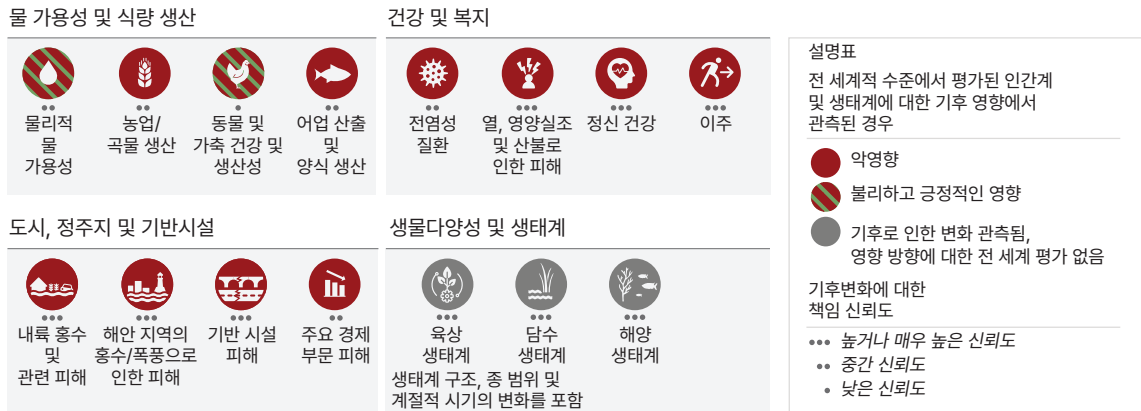 물 가용성 및 식량 생산
물리적
물
가용성
농업/
곡물 생산
동물 및
가축 건강 및
생산성
어업 산출
및
양식 생산
건강 및 복지
전염성
질환
열, 영양실조
및 산불로
인한 피해
정신 건강
이주
도시, 정주지 및 기반시설
내륙 홍수
및
관련 피해
해안 지역의
홍수/폭풍으로
인한 피해
기반 시설
피해
주요 경제
부문 피해
생물다양성 및 생태계
육상
생태계
담수
생태계
해양
생태계
생태계 구조, 종 범위 및
계절적 시기의 변화를 포함
설명표
전 세계적 수준에서 평가된 인간계
및 생태계에 대한 기후 영향에서
관측된 경우
악영향
불리하고 긍정적인 영향
기후로 인한 변화 관측됨,
영향 방향에 대한 전 세계 평가 없음
기후변화에 대한
책임 신뢰도
높거나 매우 높은 신뢰도
중간 신뢰도
낮은 신뢰도